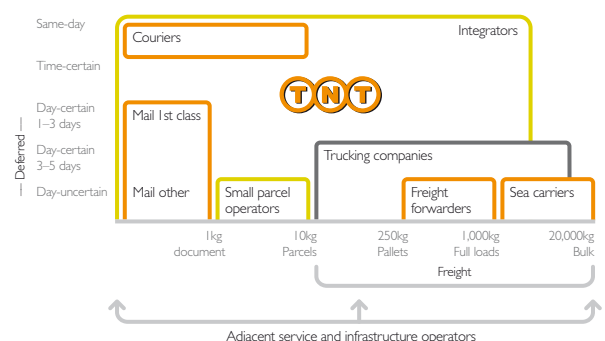 Same-day
Couriers
Integrators
Time-certain
TNT
Day-certain
1–3 days
Mail 1st class
Deferred
Day-certain
3–5 days
Trucking companies
Day-uncertain
Mail other
Small parcel
operators
Freight
forwarders
Sea carriers
1kg
document
10kg
Parcels
250kg
Pallets
1,000kg
Full loads
20,000kg
Bulk
Freight
Adjacent service and infrastructure operators